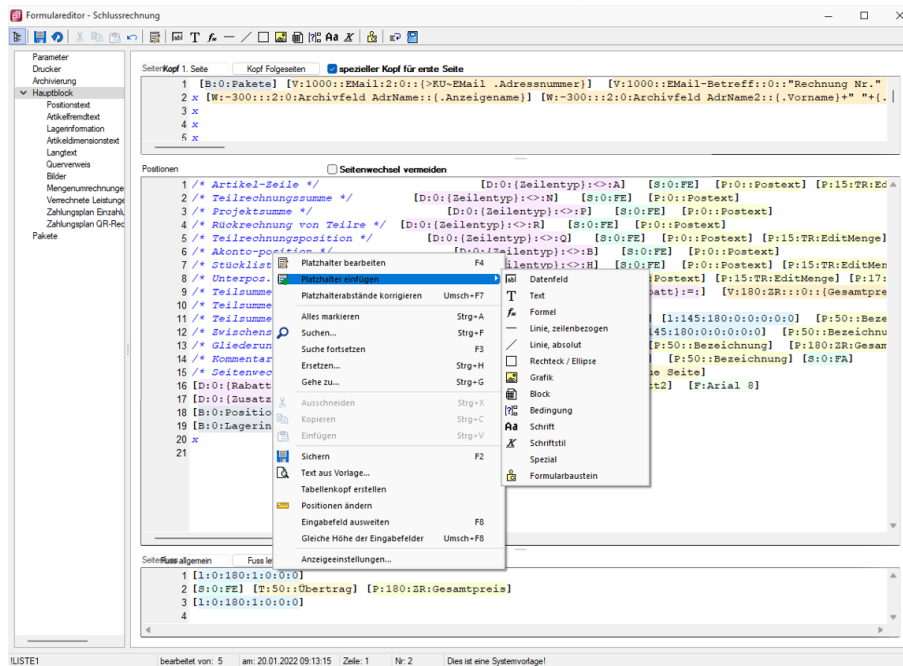 Formulareditor - Schlussrechnung
Parameter
Drucker
Archivierung
Hauptblock
Positionstext
Artikelfremdtext
Lagerinformation
Artikeldimensionstext
Langtext
Querverweis
Bilder
Mengenumrechnunge
Verrechnete Leistunge
Zahlungsplan Einzahlu
Zahlungsplan QR-Rec
Pakete
Kopf 1. Seite
Kopf Folgeseiten
spezieller Kopf für erste Seite
1 [B:0:Pakete] [V:1000::EMail:2:0::{>KU~EMail .Adressnummer}] [V:1000::EMail-Betreff::0::"Rechnung Nr."
2 x [W:-300:::2:0:Archivfeld AdrName::{.Anzeigename}] [W:-300:::2:0:Archivfeld AdrName2::{.Vorname}+" "+{.
3 x
4 x
5 x
Positionen
Seitenwechsel vermeiden
1 /* Artikel-Zeile */ [D:0:{Zeilentyp}:<>:A] [S:0:FE] [P:0::Postext] [P:15:TR:Ed
2 /* Teilrechnungssumme */ [D:0:{Zeilentyp}:<>:N] [S:0:FE] [P:0::Postext]
3 /* Projektsumme */ [D:0:{Zeilentyp}:<>:P] [S:0:FE] [P:0::Postext]
4 /* Rückrechnung von Teilre */ [D:0:{Zeilentyp}:<>:R] [S:0:FE] [P:0::Postext]
5 /* Teilrechnungsposition */ [D:0:{Zeilentyp}:<>:Q] [S:0:FE] [P:0::Postext] [P:15:TR:EditMenge]
6 /* Akonto-position */ [D:0:{Zeilentyp}:<>:B] [S:0:FE] [P:0::Postext]
7 /* Stücklist ilentyp}:<>:H] [S:0:FE] [P:0::Postext] [P:15:TR:EditMen
8 /* Unterpos. Postext] [P:15:TR:EditMenge] [P:17:
9 /* Teilsumme batt}:=:] [V:180:ZR:::0::{Gesamtpre
10 /* Teilsumme
11 /* Teilsumme [l:145:180:0:0:0:0:0] [P:50::Beze
12 /* Zwischens 145:180:0:0:0:0:0] [P:50::Bezeichnu
13 /* Gliederun [P:50::Bezeichnung] [P:180:ZR:Gesam
14 /* Kommentar ] [P:50::Bezeichnung] [S:0:FA]
15 /* Seitenwec ue Seite]
16 [D:0:{Rabatt tt2] [F:Arial 8]
17 [D:0:{Zusatz
18 [B:0:Positio
19 [B:0:Lagerin
20 x
21
Platzhalter bearbeiten F4
Platzhalter einfügen
Platzhalterabstände korrigieren Umsch+F7
Alles markieren Strg+A
Suchen... Strg+F
Suche fortsetzen F3
Ersetzen... Strg+H
Gehe zu... Strg+G
Ausschneiden Strg+X
Kopieren Strg+C
Einfügen Strg+V
Sichern F2
Text aus Vorlage...
Tabellenkopf erstellen
Positionen ändern
Eingabefeld ausweiten F8
Gleiche Höhe der Eingabefelder Umsch+F8
Anzeigeeinstellungen...
Datenfeld
Text
Formel
Linie, zeilenbezogen
Linie, absolut
Rechteck / Ellipse
Grafik
Block
Bedingung
Schrift
Schriftstil
Spezial
Formularbaustein
Fuss allgemein
Fuss le
1 [l:0:180:1:0:0:0]
2 [S:0:FE] [T:50::Übertrag] [P:180:ZR:Gesamtpreis]
3 [l:0:180:1:0:0:0]
4
!LISTE1 bearbeitet von: 5 am: 20.01.2022 09:13:15 Zeile: 1 Nr: 2 Dies ist eine Systemvorlage!